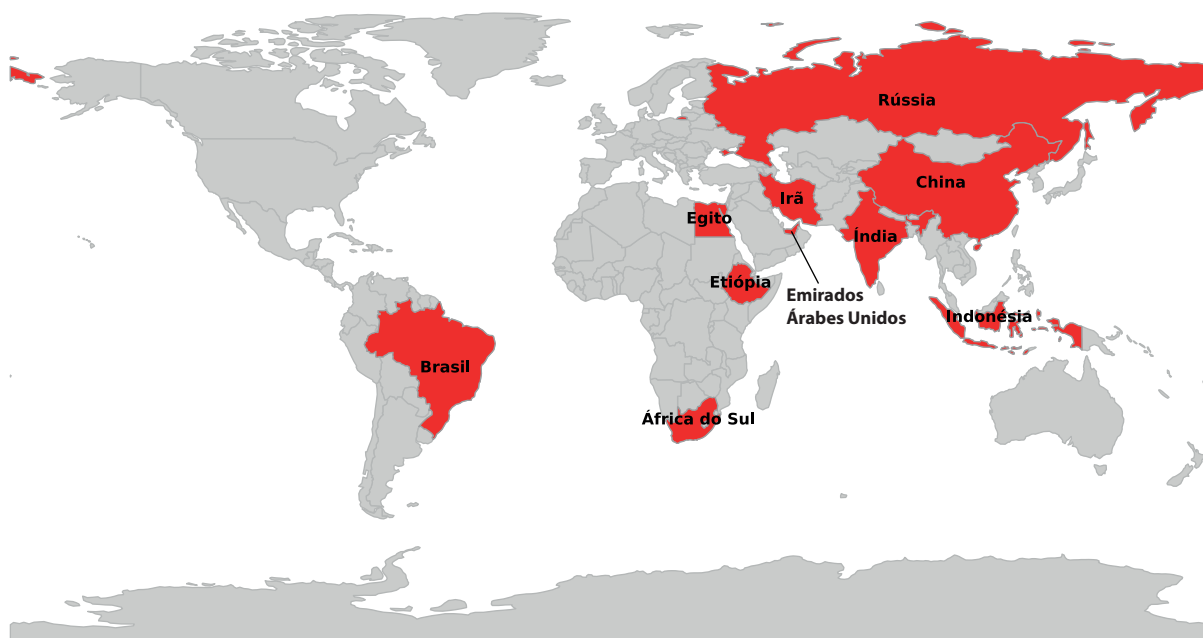 Rússia
China
Irã
Egito
Índia
Etiópia
Emirados
Árabes Unidos
Indonésia
Brasil
África do Sul